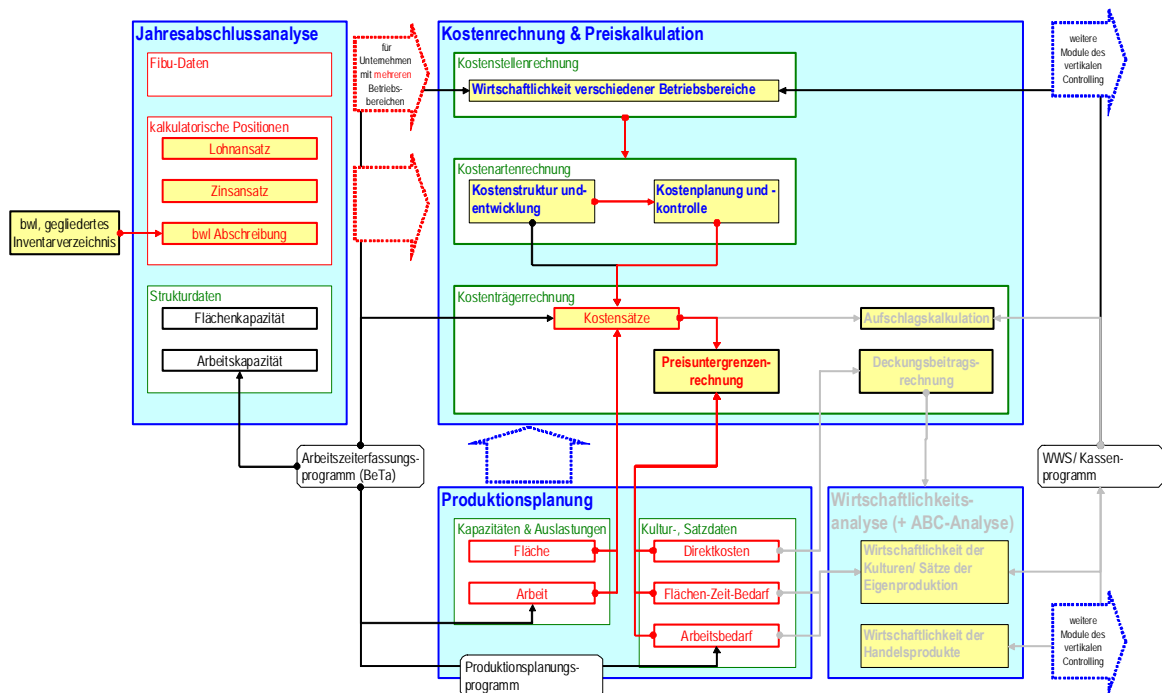 Jahresabschlussanalyse
Fibu-Daten
kalkulatorische Positionen
Lohnansatz
Zinsansatz
bwl Abschreibung
bwl, gegliedertes
Inventarverzeichnis
Strukturdaten
Flächenkapazität
Arbeitskapazität
für
Unternehmen
mit mehreren
Betriebs-
bereichen
Kostenrechnung & Preiskalkulation
Kostenstellenrechnung
Wirtschaftlichkeit verschiedener Betriebsbereiche
Kostenartenrechnung
Kostenstruktur und-
entwicklung
Kostenplanung und -
kontrolle
Kostenträgerrechnung
Kostensätze
Aufschlagskalkulation
Preisuntergrenzen-
rechnung
Deckungsbeitrags-
rechnung
weitere
Module des
vertikalen
Controlling
Arbeitszeiterfassungs-
programm (BeTa)
WWS/ Kassen-
programm
Produktionsplanung
Kapazitäten & Auslastungen
Fläche
Arbeit
Kultur-, Satzdaten
Direktkosten
Flächen-Zeit-Bedarf
Arbeitsbedarf
Produktionsplanungs-
programm
Wirtschaftlichkeits-
analyse (+ ABC-Analyse)
Wirtschaftlichkeit der
Kulturen/ Sätze der
Eigenproduktion
Wirtschaftlichkeit der
Handelsprodukte
weitere
Module des
vertikalen
Controlling